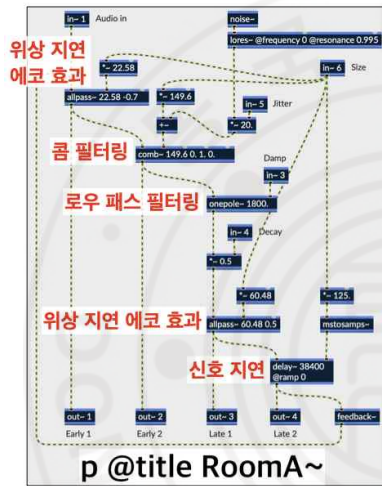 in~ 1 Audio in
noise~
lores~ @frequency 0 @resonance 0.995
위상 지연
에코 효과
*~ 22.58
in~ 6 Size
allpass~ 22.58 -0.7
*~ 149.6
in~ 5 Jitter
+~
*~ 20.
콤 필터링
comb~ 149.6 0. 1. 0.
Damp
in~ 3
로우 패스 필터링
onepole~ 1800.
in~ 4 Decay
*~ 0.5
*~ 60.48
*~ 125.
위상 지연 에코 효과
allpass~ 60.48 0.5
mstosamps~
신호 지연
delay~ 38400
@ramp 0
out~ 1
out~ 2
out~ 3
out~ 4
feedback~
Early 1
Early 2
Late 1
Late 2
p @title RoomA~